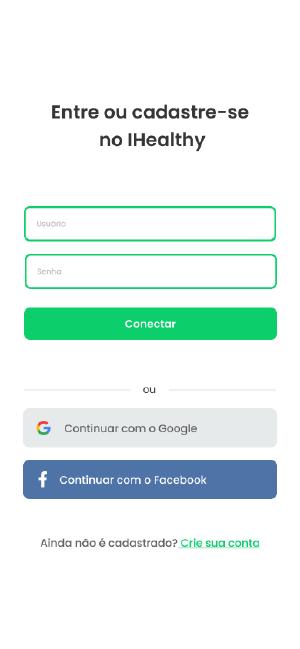 Entre ou cadastre-se
no IHealthy
Usuário
Senha
Conectar
ou
Continuar com o Google
Continuar com o Facebook
Ainda não é cadastrado? Crie sua conta